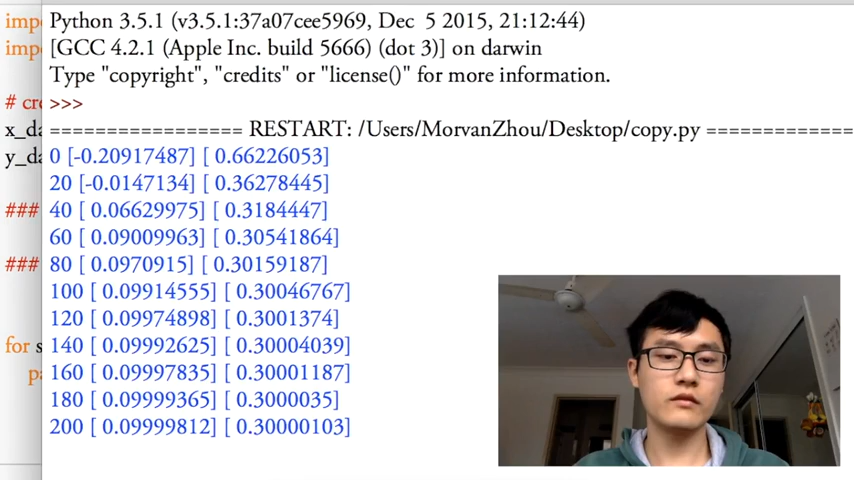 Python 3.5.1 (v3.5.1:37a07cee5969, Dec  5 2015, 21:12:44)
[GCC 4.2.1 (Apple Inc. build 5666) (dot 3)] on darwin
Type "copyright", "credits" or "license()" for more information.
# cre
>>>
x_da
================= RESTART: /Users/MorvanZhou/Desktop/copy.py =============
y_da
0 [-0.20917487] [ 0.66226053]
20 [-0.0147134] [ 0.36278445]
###
40 [ 0.06629975] [ 0.3184447]
60 [ 0.09009963] [ 0.30541864]
###
80 [ 0.0970915] [ 0.30159187]
100 [ 0.09914555] [ 0.30046767]
120 [ 0.09974898] [ 0.3001374]
for s
140 [ 0.09992625] [ 0.30004039]
160 [ 0.09997835] [ 0.30001187]
180 [ 0.09999365] [ 0.3000035]
200 [ 0.09999812] [ 0.30000103]